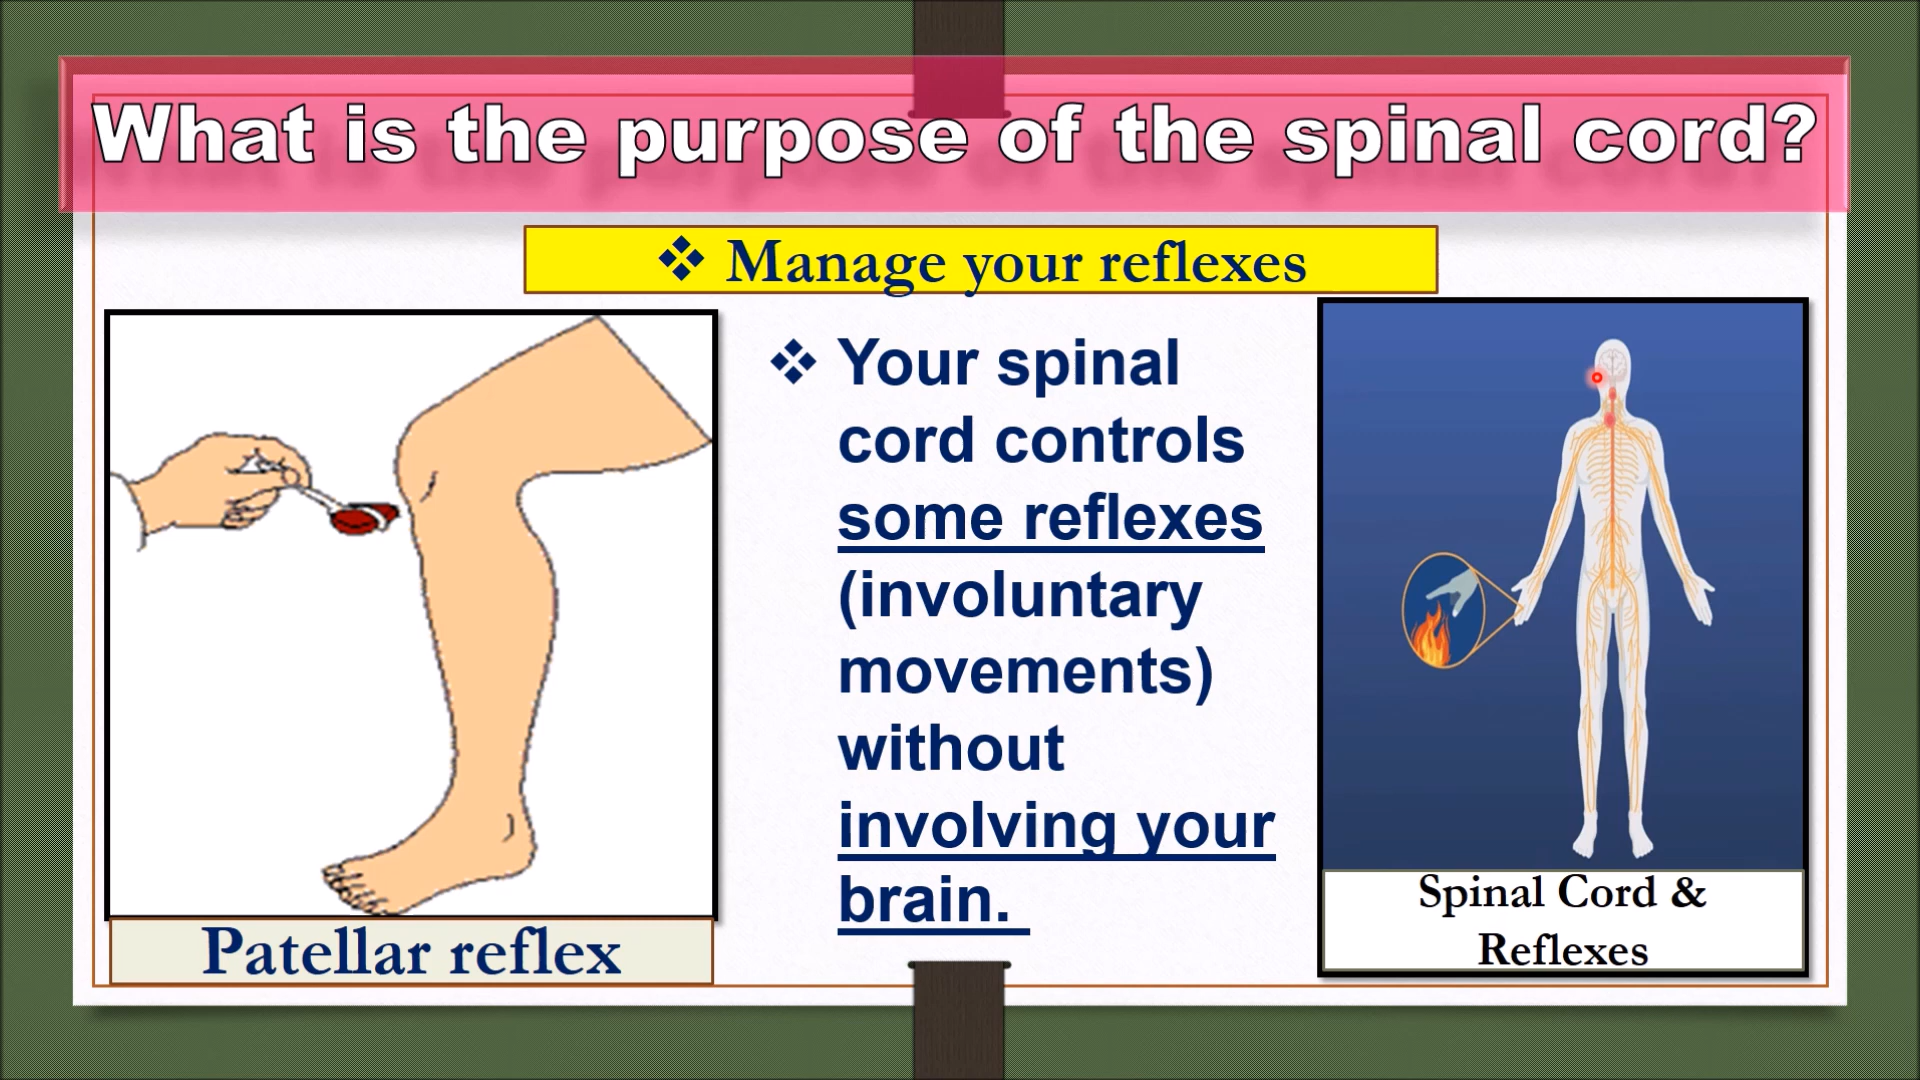 What is the purpose of the spinal cord?
❖ Manage your reflexes
❖ Your spinal
cord controls
some reflexes
(involuntary
movements)
without
involving your
brain.
Patellar reflex
Spinal Cord &
Reflexes